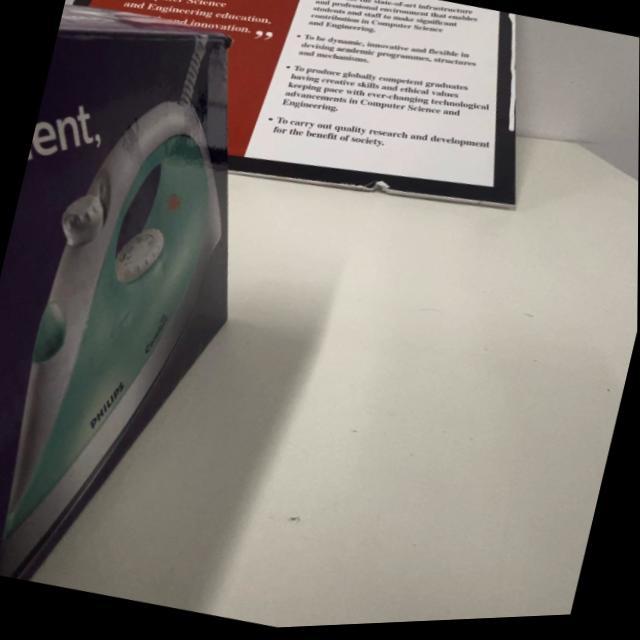 Science
and Engineering education,
and innovation.”
state-of-art infrastructure
and professional environment that enables
students and staff to make significant
contribution in Computer Science
and Engineering.
• To be dynamic, innovative and flexible in
devising academic programmes, structures
and mechanisms.
• To produce globally competent graduates
having creative skills and ethical values
keeping pace with ever-changing technological
advancements in Computer Science and
Engineering.
• To carry out quality research and development
for the benefit of society.
ent,
PHILIPS